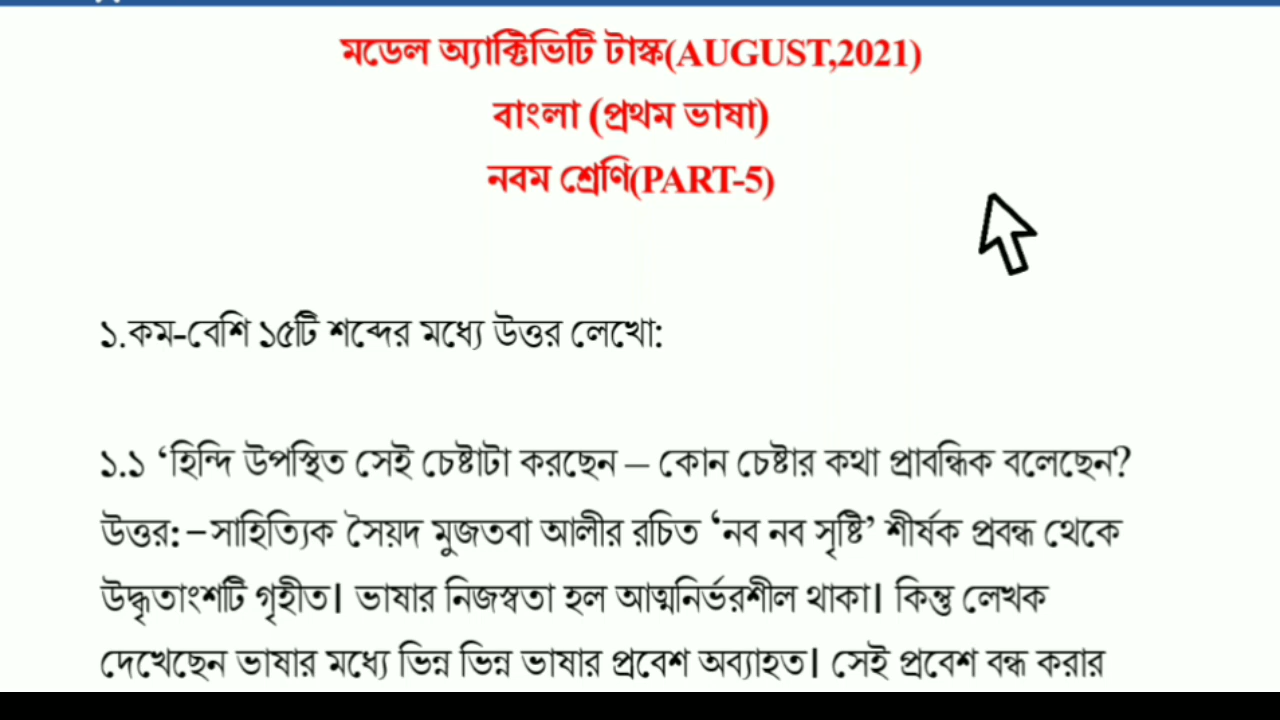 মডেল অ্যাক্টিভিটি টাস্ক(AUGUST,2021)
বাংলা (প্রথম ভাষা)
নবম শ্রেণি(PART-5)
১.কম-বেশি ১৫টি শব্দের মধ্যে উত্তর লেখো:
১.১ ‘হিন্দি উপস্থিত সেই চেষ্টাটা করছেন – কোন চেষ্টার কথা প্রাবন্ধিক বলেছেন?
উত্তর:–সাহিত্যিক সৈয়দ মুজতবা আলীর রচিত ‘নব নব সৃষ্টি’ শীর্ষক প্রবন্ধ থেকে
উদ্ধৃতাংশটি গৃহীত। ভাষার নিজস্বতা হল আত্মনির্ভরশীল থাকা। কিন্তু লেখক
দেখেছেন ভাষার মধ্যে ভিন্ন ভিন্ন ভাষার প্রবেশ অব্যাহত। সেই প্রবেশ বন্ধ করার